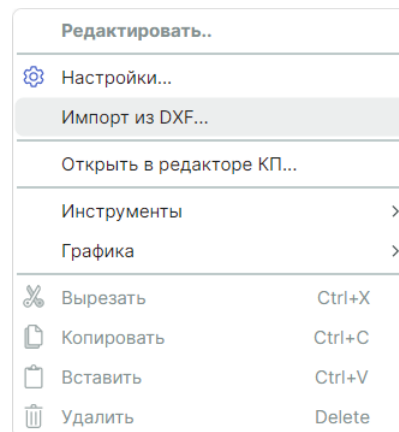 Редактировать..
Настройки...
Импорт из DXF...
Открыть в редакторе КП...
Инструменты
Графика
Вырезать Ctrl+X
Копировать Ctrl+C
Вставить Ctrl+V
Удалить Delete